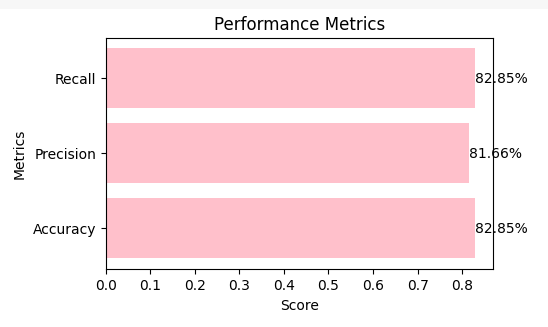 Performance Metrics
Recall
82.85%
Precision
81.66%
Accuracy
82.85%
Metrics
0.0 0.1 0.2 0.3 0.4 0.5 0.6 0.7 0.8
Score